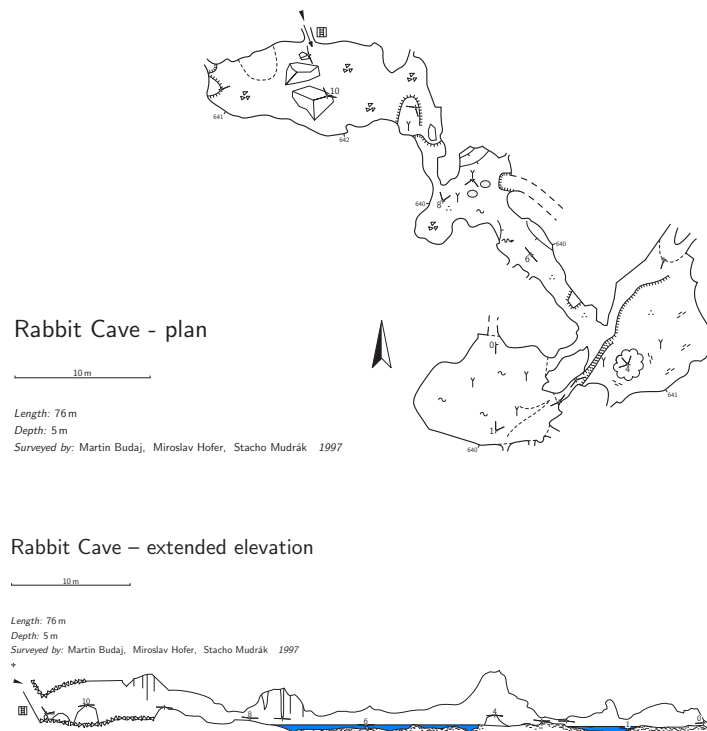 10
641
642
8
640
640
6
Rabbit Cave - plan
0
10 m
4
641
Length: 76 m
Depth: 5 m
1
Surveyed by: Martin Budaj, Miroslav Hofer, Stacho Mudrák 1997
640
Rabbit Cave – extended elevation
10 m
Length: 76 m
Depth: 5 m
Surveyed by: Martin Budaj, Miroslav Hofer, Stacho Mudrák 1997
10
8
6
4
1
0